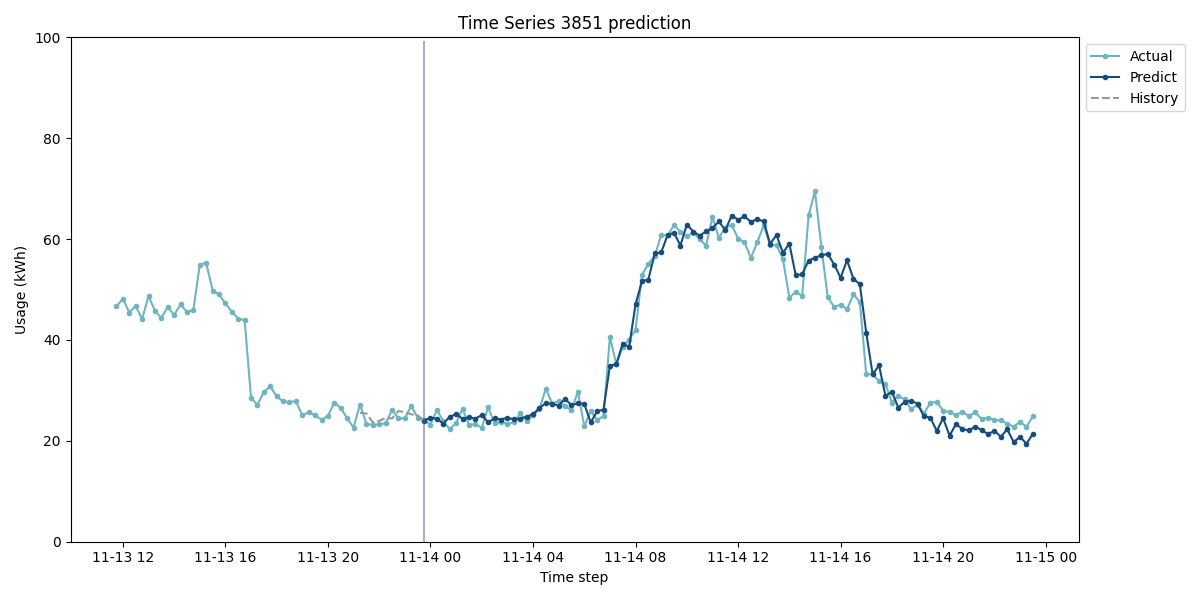 Time Series 3851 prediction
100
80
60
40
20
0
Usage (kWh)
11-13 12
11-13 16
11-13 20
11-14 00
11-14 04
11-14 08
11-14 12
11-14 16
11-14 20
11-15 00
Time step
Actual
Predict
History